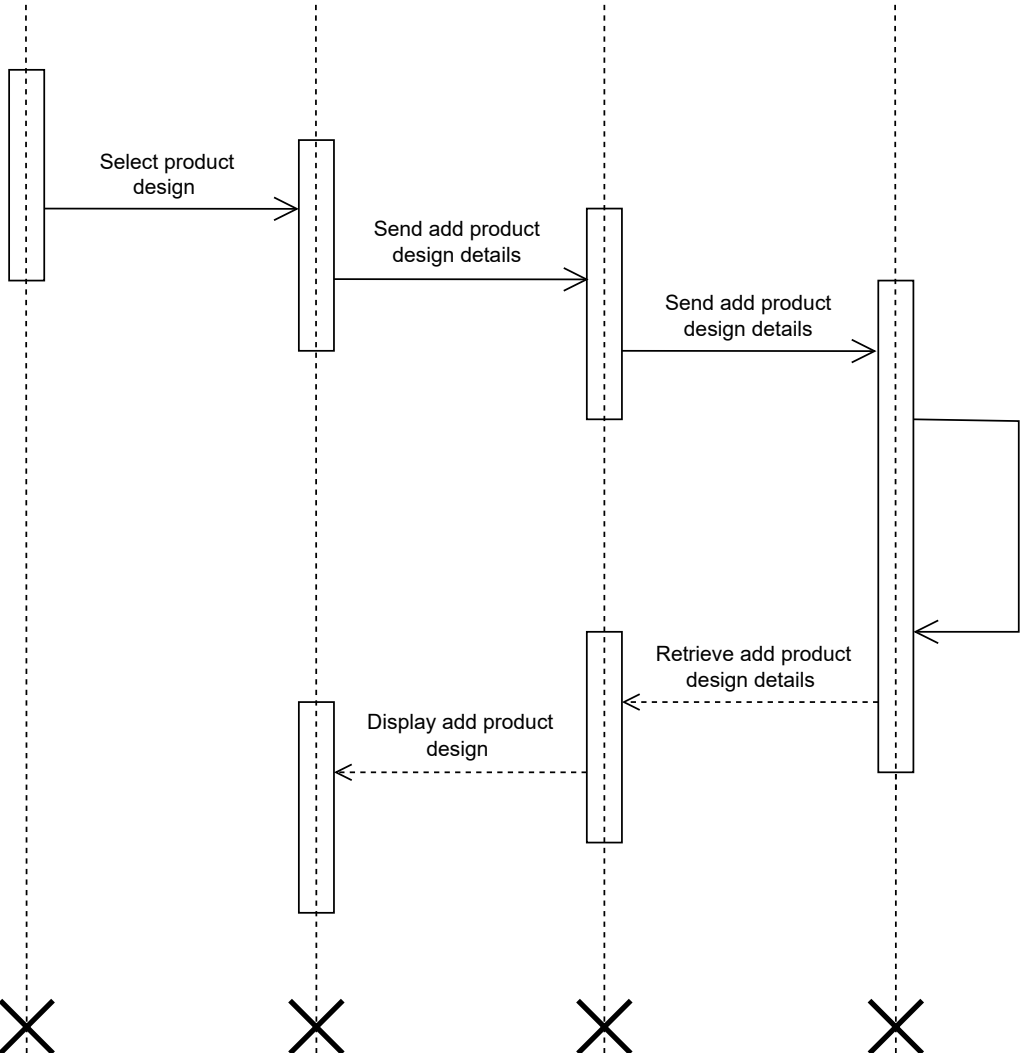 Select product
design
Send add product
design details
Send add product
design details
Retrieve add product
design details
Display add product
design